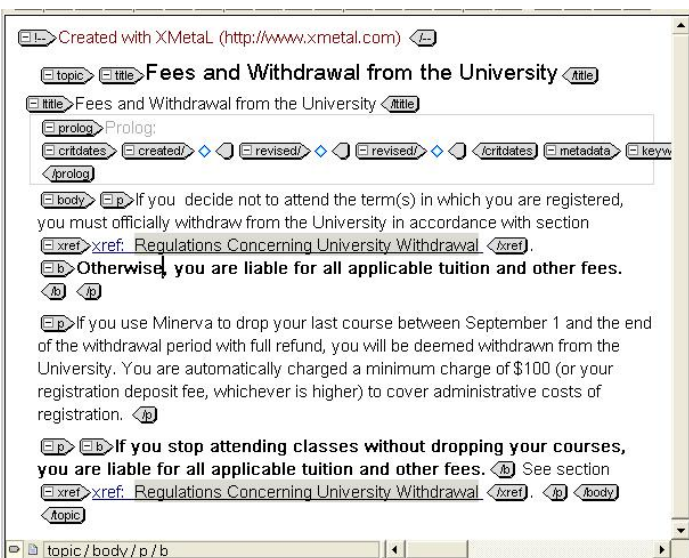 !-- Created with XMetaL (http://www.xmetal.com) /--
topic title Fees and Withdrawal from the University /title
title Fees and Withdrawal from the University /title
prolog Prolog:
critdates created/ revised/ revised/ /critdates metadata keyw
/prolog
body p If you decide not to attend the term(s) in which you are registered,
you must officially withdraw from the University in accordance with section
xref xref: Regulations Concerning University Withdrawal /xref.
b Otherwise, you are liable for all applicable tuition and other fees.
/b /p
p If you use Minerva to drop your last course between September 1 and the end
of the withdrawal period with full refund, you will be deemed withdrawn from the
University. You are automatically charged a minimum charge of $100 (or your
registration deposit fee, whichever is higher) to cover administrative costs of
registration. /p
p b If you stop attending classes without dropping your courses,
you are liable for all applicable tuition and other fees. /b See section
xref xref: Regulations Concerning University Withdrawal /xref. /p /body
/topic
topic / body / p / b